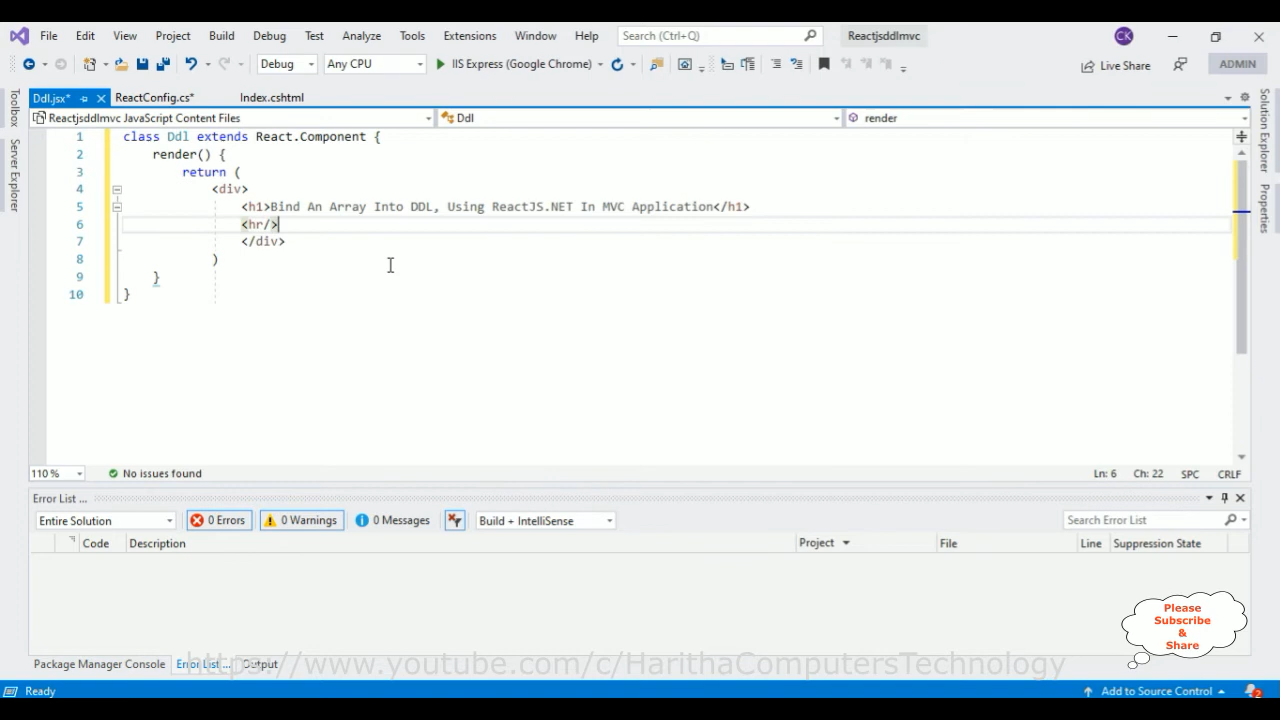 File Edit View Project Build Debug Test Analyze Tools Extensions Window Help Search (Ctrl+Q) Reactjsddlmvc CK
Debug Any CPU IIS Express (Google Chrome) Live Share ADMIN
Ddl.jsx* ReactConfig.cs* Index.cshtml
Toolbox
Server Explorer
Solution Explorer
Properties
Reactjsddlmvc JavaScript Content Files Ddl render
1 class Ddl extends React.Component {
2 render() {
3 return (
4 <div>
5 <h1>Bind An Array Into DDL, Using ReactJS.NET In MVC Application</h1>
6 <hr/>
7 </div>
8 )
9 }
10 }
110 % No issues found Ln: 6 Ch: 22 SPC CRLF
Error List ...
Entire Solution 0 Errors 0 Warnings 0 Messages Build + IntelliSense Search Error List
Code Description Project File Line Suppression State
Please
Subscribe
&
Share
Package Manager Console Error List ... Output
https://www.youtube.com/c/HarithaComputersTechnology
Ready Add to Source Control 2